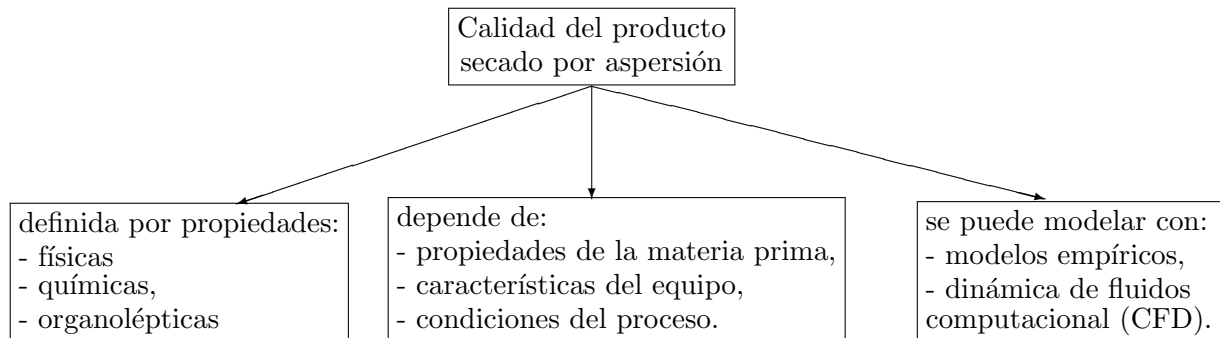 Calidad del producto
secado por aspersión
definida por propiedades:
- físicas
- químicas,
- organolépticas
depende de:
- propiedades de la materia prima,
- características del equipo,
- condiciones del proceso.
se puede modelar con:
- modelos empíricos,
- dinámica de fluidos
computacional (CFD).